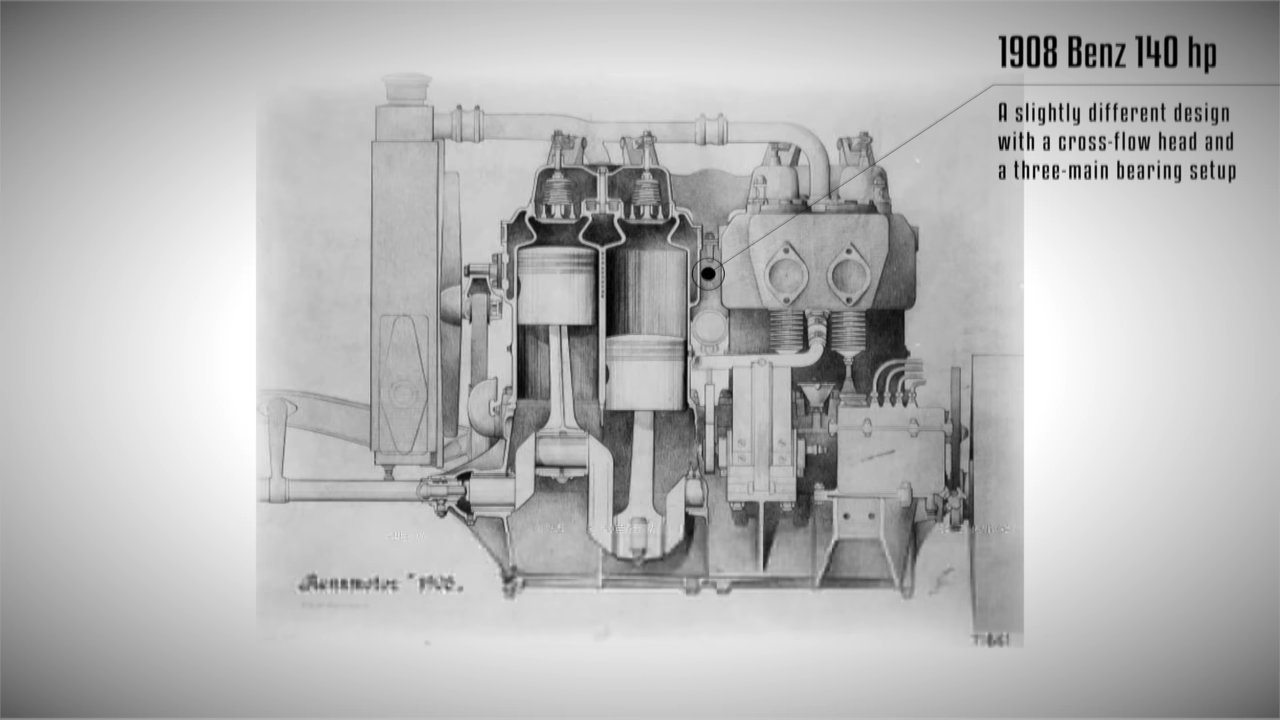 1908 Benz 140 hp
A slightly different design
with a cross-flow head and
a three-main bearing setup